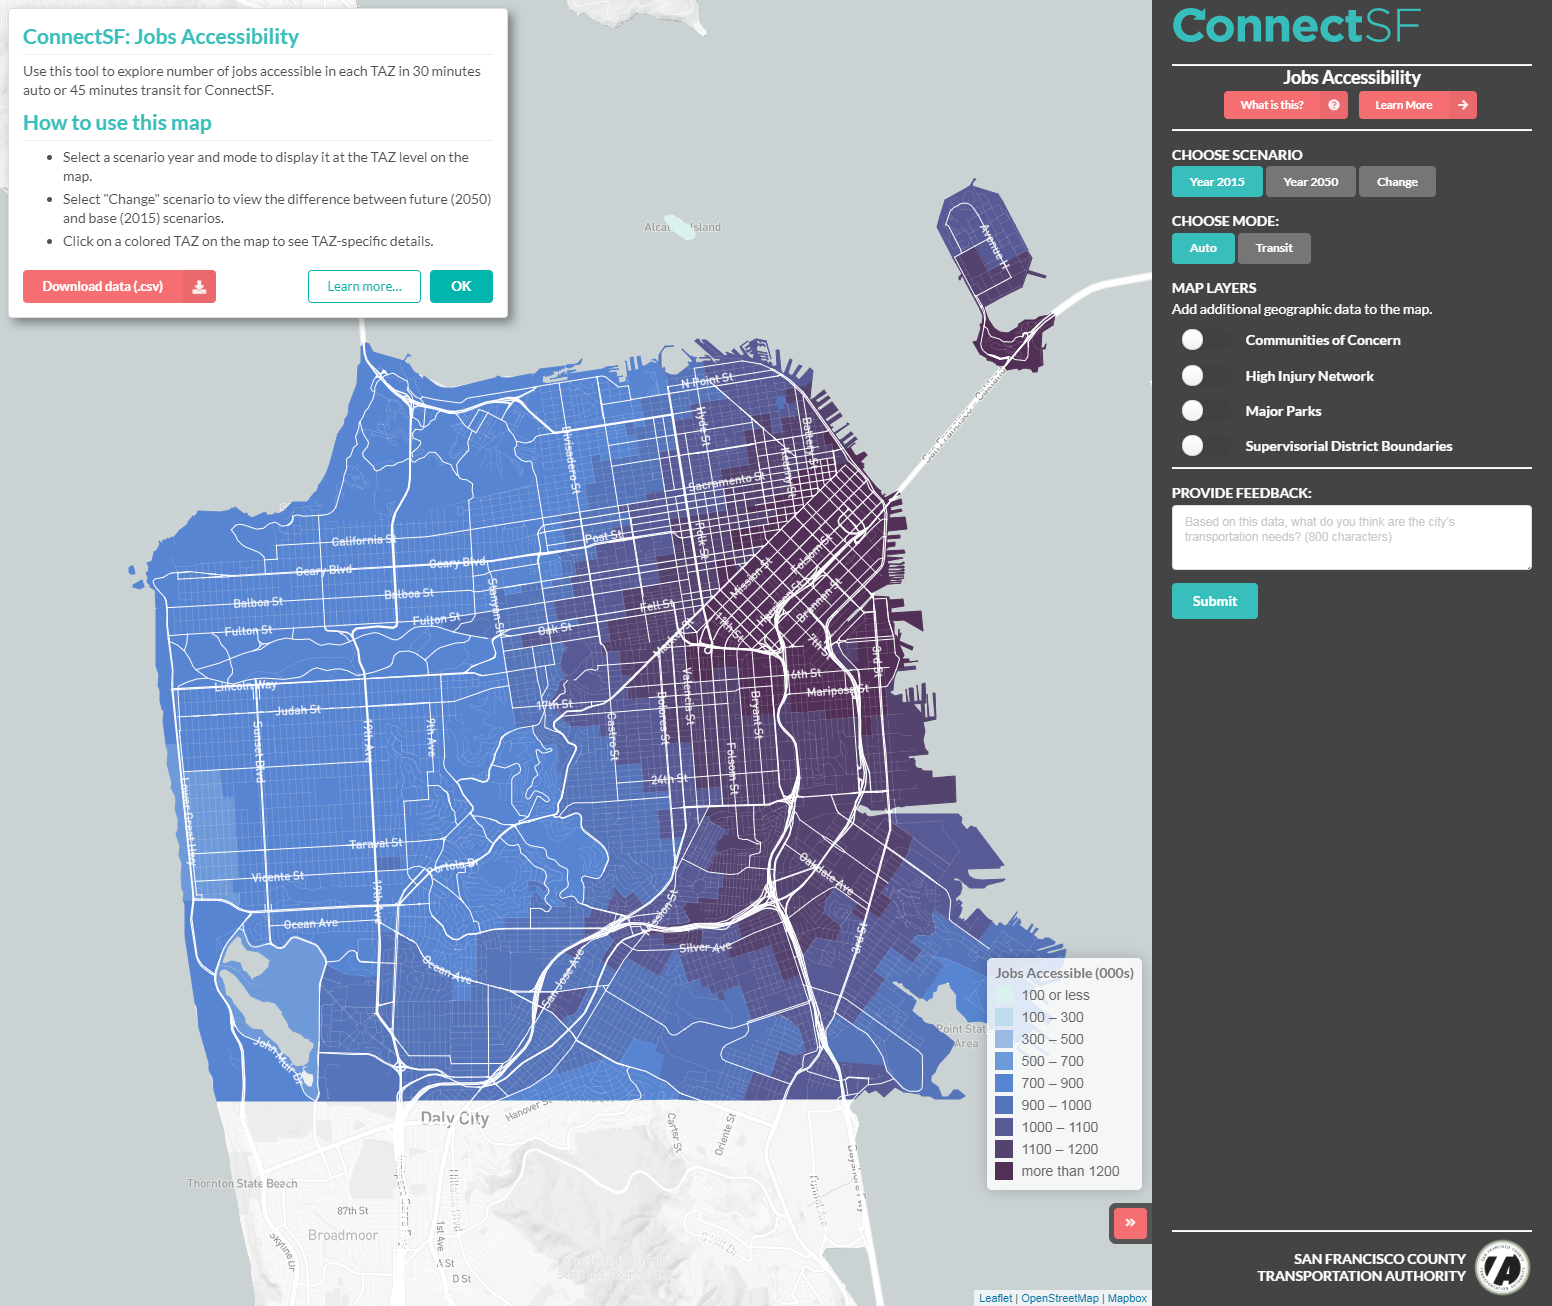 ConnectSF: Jobs Accessibility
Use this tool to explore number of jobs accessible in each TAZ in 30 minutes
auto or 45 minutes transit for ConnectSF.
How to use this map
• Select a scenario year and mode to display it at the TAZ level on the
map.
• Select "Change" scenario to view the difference between future (2050)
and base (2015) scenarios.
• Click on a colored TAZ on the map to see TAZ-specific details.
Download data (.csv)
Learn more...
OK
ConnectSF
Jobs Accessibility
What is this?
Learn More
CHOOSE SCENARIO
Year 2015
Year 2050
Change
CHOOSE MODE:
Auto
Transit
MAP LAYERS
Add additional geographic data to the map.
Communities of Concern
High Injury Network
Major Parks
Supervisorial District Boundaries
PROVIDE FEEDBACK:
Based on this data, what do you think are the city's
transportation needs? (800 characters)
Submit
SAN FRANCISCO COUNTY
TRANSPORTATION AUTHORITY
Island
Avenue H
San Francisco - Oakland
N Point St
Hyde St
Battery St
Divisadero St
Kearny St
Sacramento St
Polk St
Post St
California St
Geary Blvd
Geary Blvd
Balboa St
Balboa St
Stanyan St
Fulton St
Fulton St
Fell St
Oak St
Market St
Mission St
Folsom St
Harrison St
Brannan St
11th St
7th St
3rd St
16th St
Mariposa St
Lincoln Way
Judah St
17th St
Sunset Blvd
19th Ave
9th Ave
Castro St
Dolores St
Valencia St
Bryant St
Folsom St
24th St
Lower Great Hwy
Taraval St
Portola Dr
Vicente St
19th Ave
Ocean Ave
Oakdale Ave
Mission St
3rd St
Silver Ave
Ocean Ave
San Jose Ave
John Muir Dr
Point State
Area
Daly City
Hanover St
Carter St
Oriente St
Bayshore Hwy
Tunnel Ave
Thornton State Beach
87th St
Broadmoor
Skyline Dr
1st Ave
A St
D St
Hillside Blvd
Jobs Accessible (000s)
100 or less
100 – 300
300 – 500
500 – 700
700 – 900
900 – 1000
1000 – 1100
1100 – 1200
more than 1200
Leaflet | OpenStreetMap | Mapbox